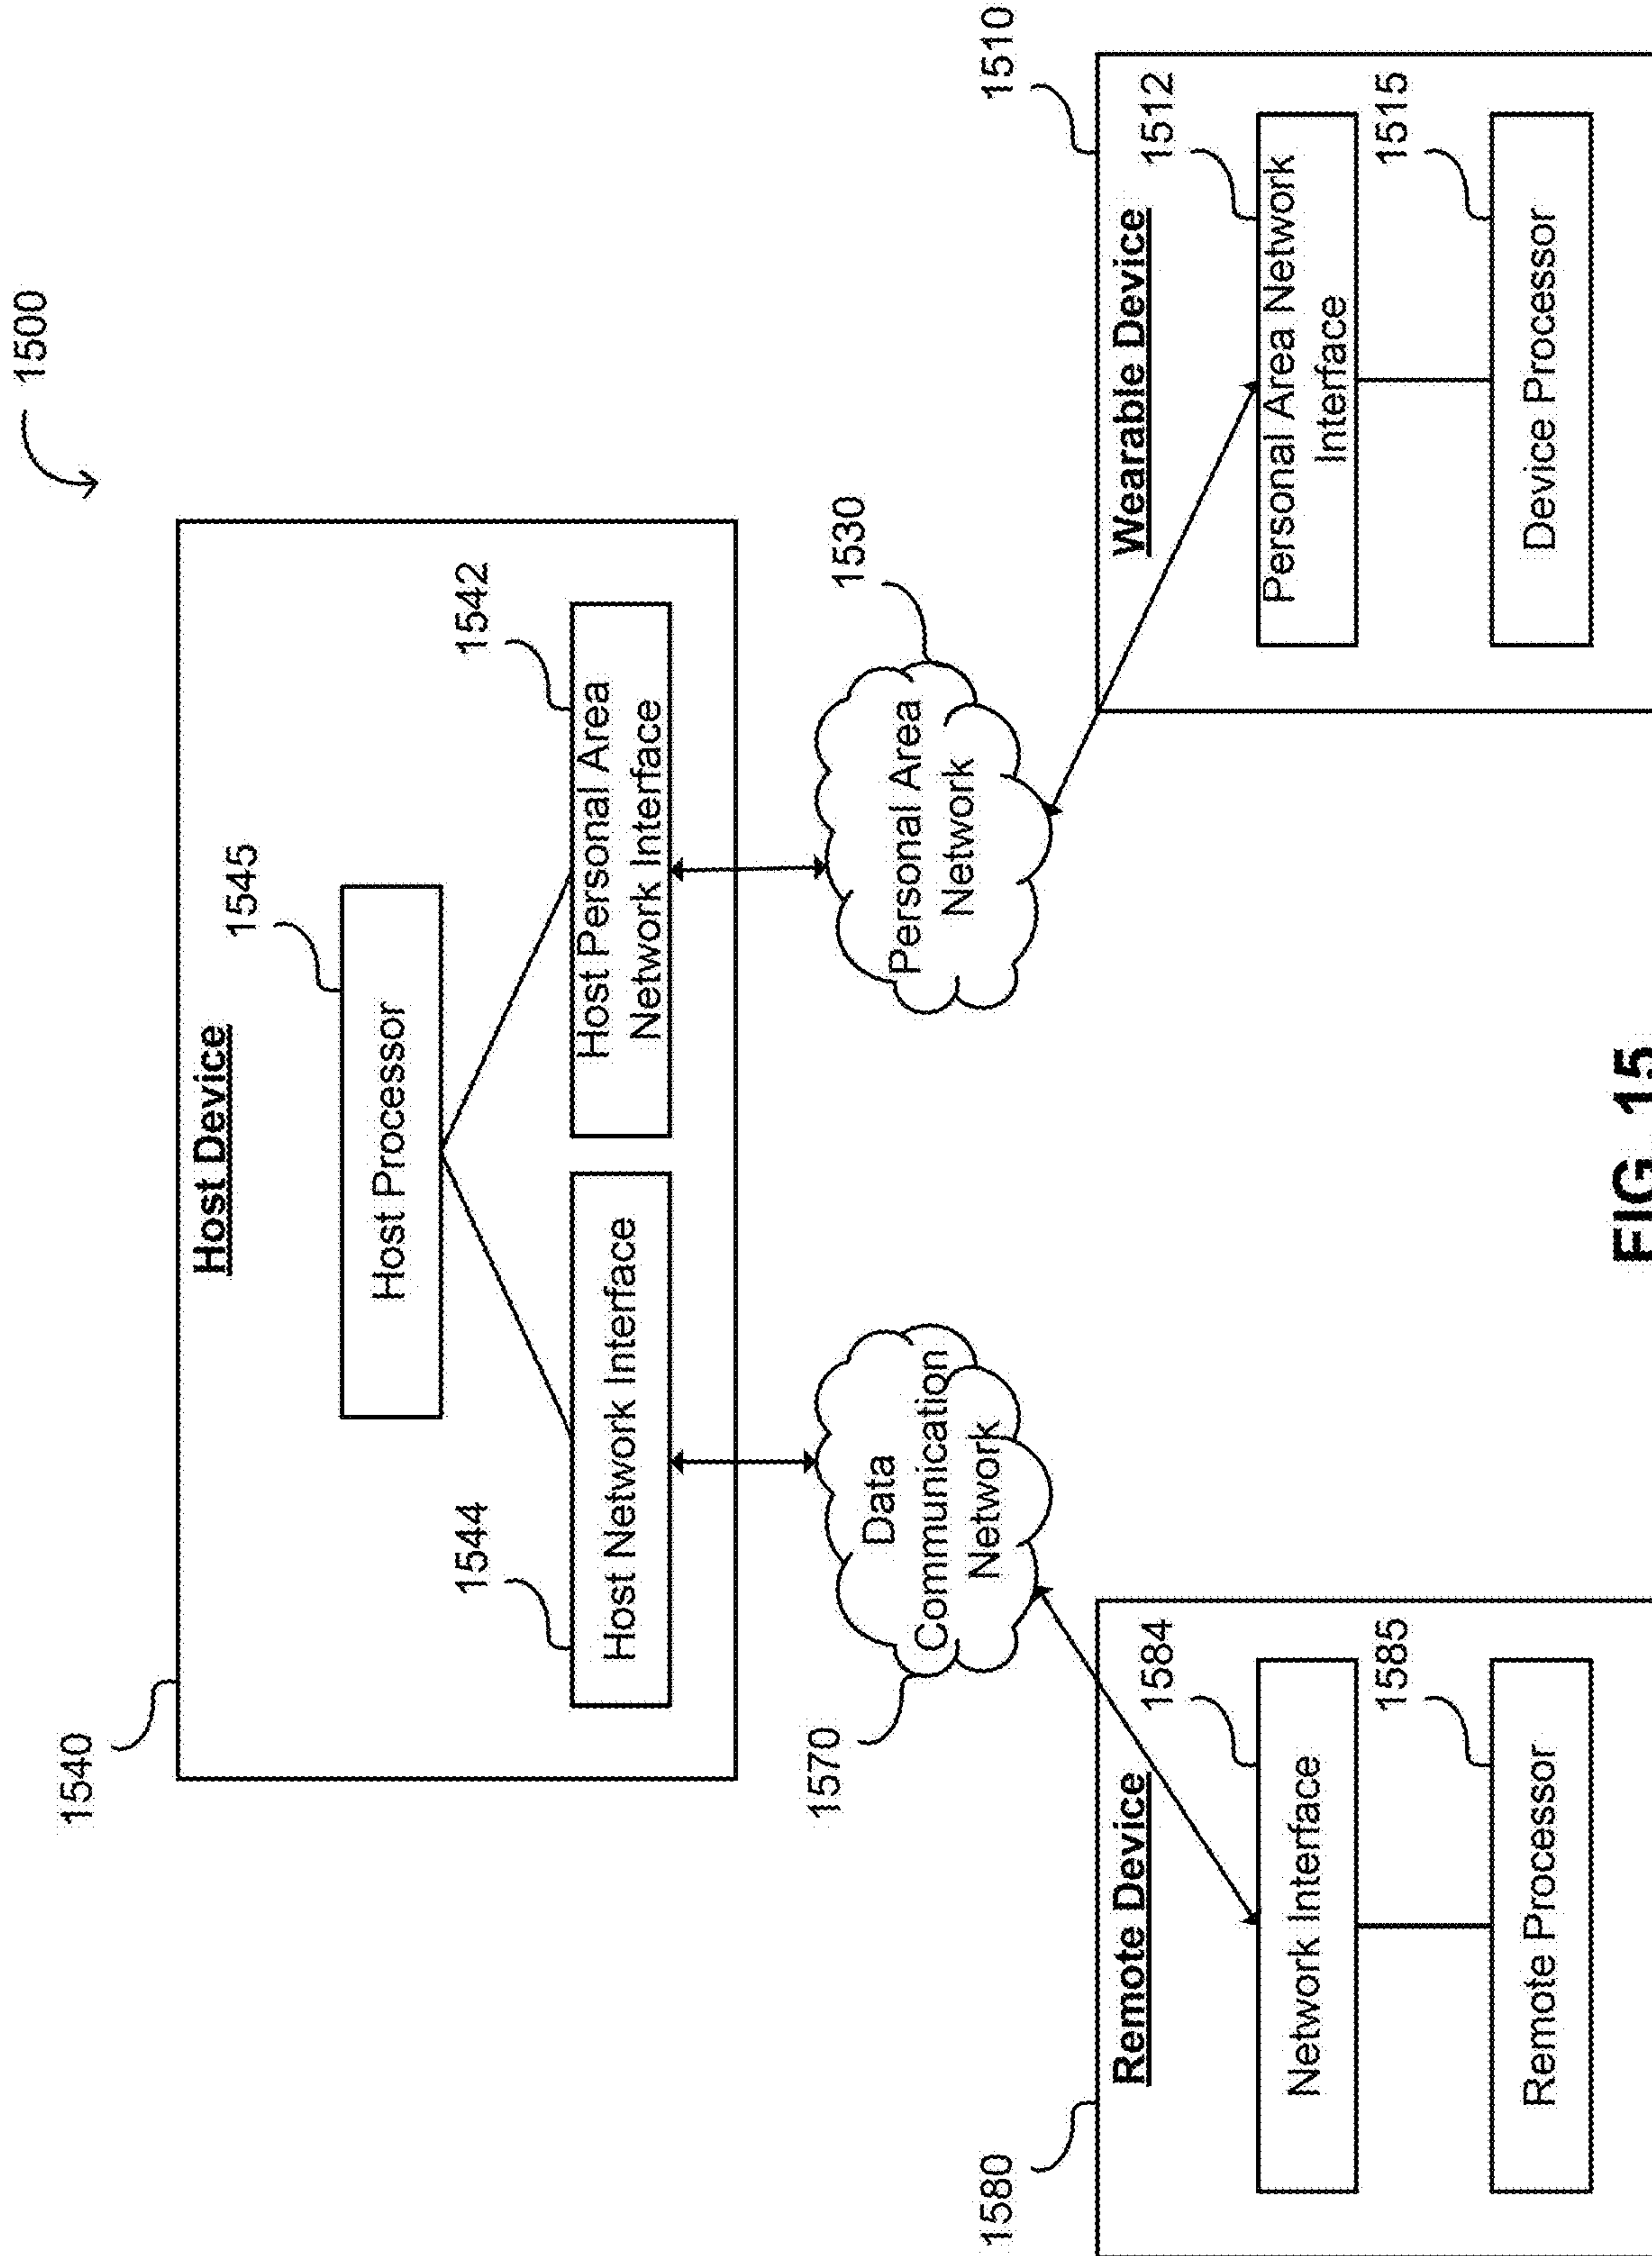 1500
1540
Host Device
1545
Host Processor
1544
1542
Host Network Interface
Host Personal Area
Network Interface
1570
1530
Data
Communication
Network
Personal Area
Network
1580
1510
Remote Device
Wearable Device
1584
1512
Network Interface
Personal Area Network
Interface
1585
1515
Remote Processor
Device Processor
FIG. 15